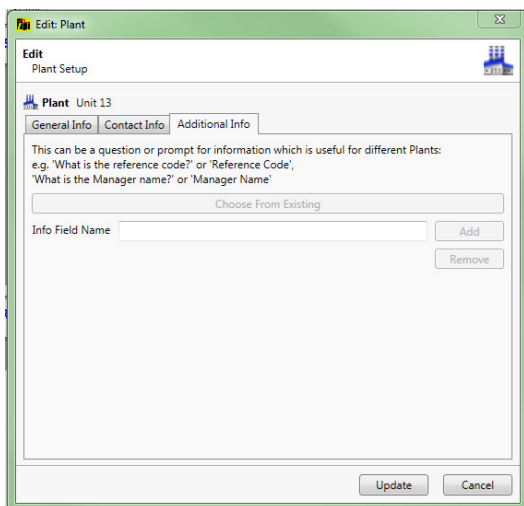 Edit: Plant
Edit
Plant Setup
Plant Unit 13
General Info Contact Info Additional Info
This can be a question or prompt for information which is useful for different Plants:
e.g. 'What is the reference code?' or 'Reference Code',
'What is the Manager name?' or 'Manager Name'
Choose From Existing
Info Field Name Add
Remove
Update Cancel